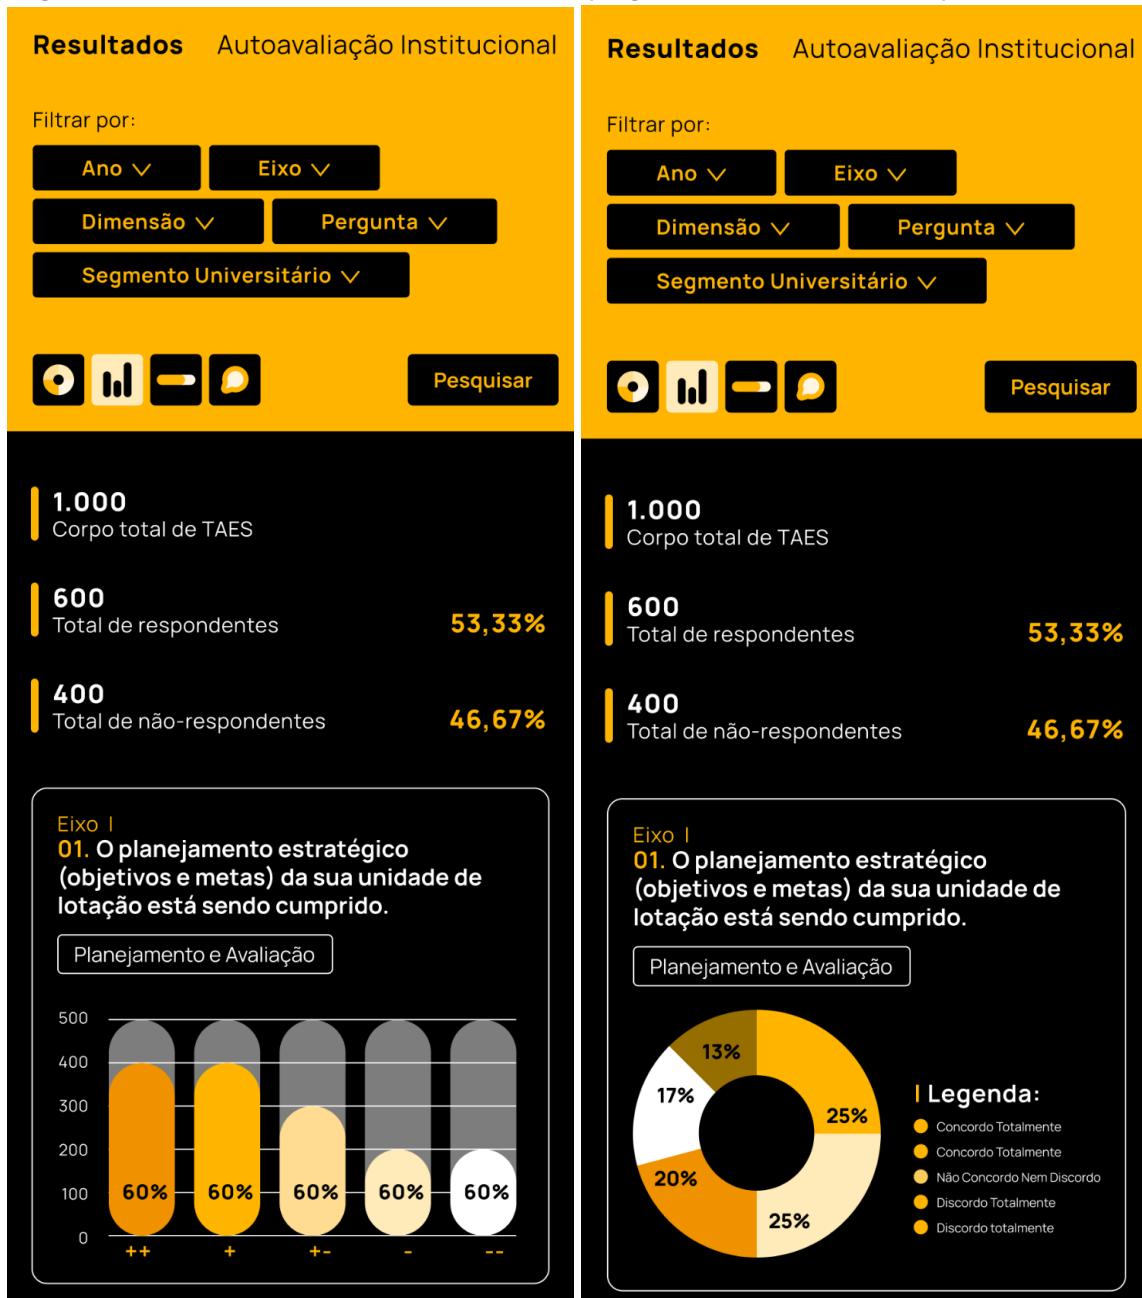 Resultados Autoavaliação Institucional
Filtrar por:
Ano Eixo
Dimensão Pergunta
Segmento Universitário
Pesquisar
1.000
Corpo total de TAES
600
Total de respondentes 53,33%
400
Total de não-respondentes 46,67%
Eixo I
01. O planejamento estratégico
(objetivos e metas) da sua unidade de
lotação está sendo cumprido.
Planejamento e Avaliação
500
400
300
200
100
0
60% 60% 60% 60% 60%
++ + +- - --
Resultados Autoavaliação Institucional
Filtrar por:
Ano Eixo
Dimensão Pergunta
Segmento Universitário
Pesquisar
1.000
Corpo total de TAES
600
Total de respondentes 53,33%
400
Total de não-respondentes 46,67%
Eixo I
01. O planejamento estratégico
(objetivos e metas) da sua unidade de
lotação está sendo cumprido.
Planejamento e Avaliação
13%
17%
25%
20%
25%
Legenda:
Concordo Totalmente
Concordo Totalmente
Não Concordo Nem Discordo
Discordo Totalmente
Discordo totalmente